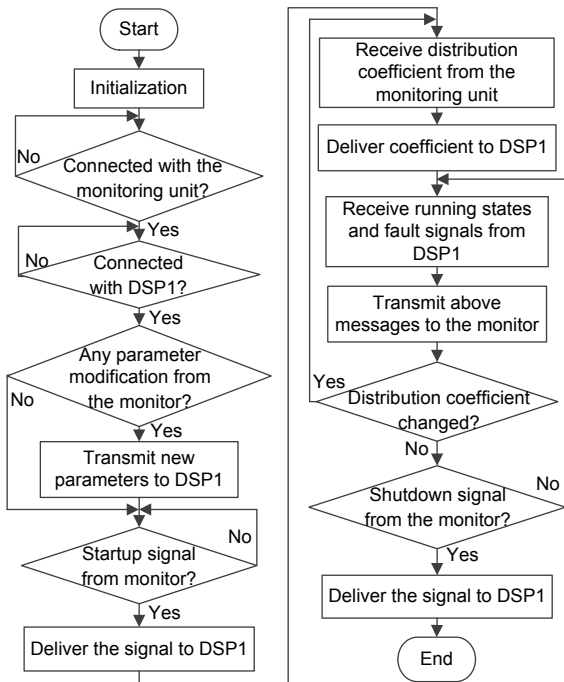 Start
Initialization
No
Connected with the
monitoring unit?
Yes
No
Connected
with DSP1?
Yes
Any parameter
modification from
the monitor?
No
Yes
Transmit new
parameters to DSP1
No
Startup signal
from monitor?
Yes
Deliver the signal to DSP1
Receive distribution
coefficient from the
monitoring unit
Deliver coefficient to DSP1
Receive running states
and fault signals from
DSP1
Transmit above
messages to the monitor
Yes
Distribution coefficient
changed?
No
No
Shutdown signal
from the monitor?
Yes
Deliver the signal to DSP1
End